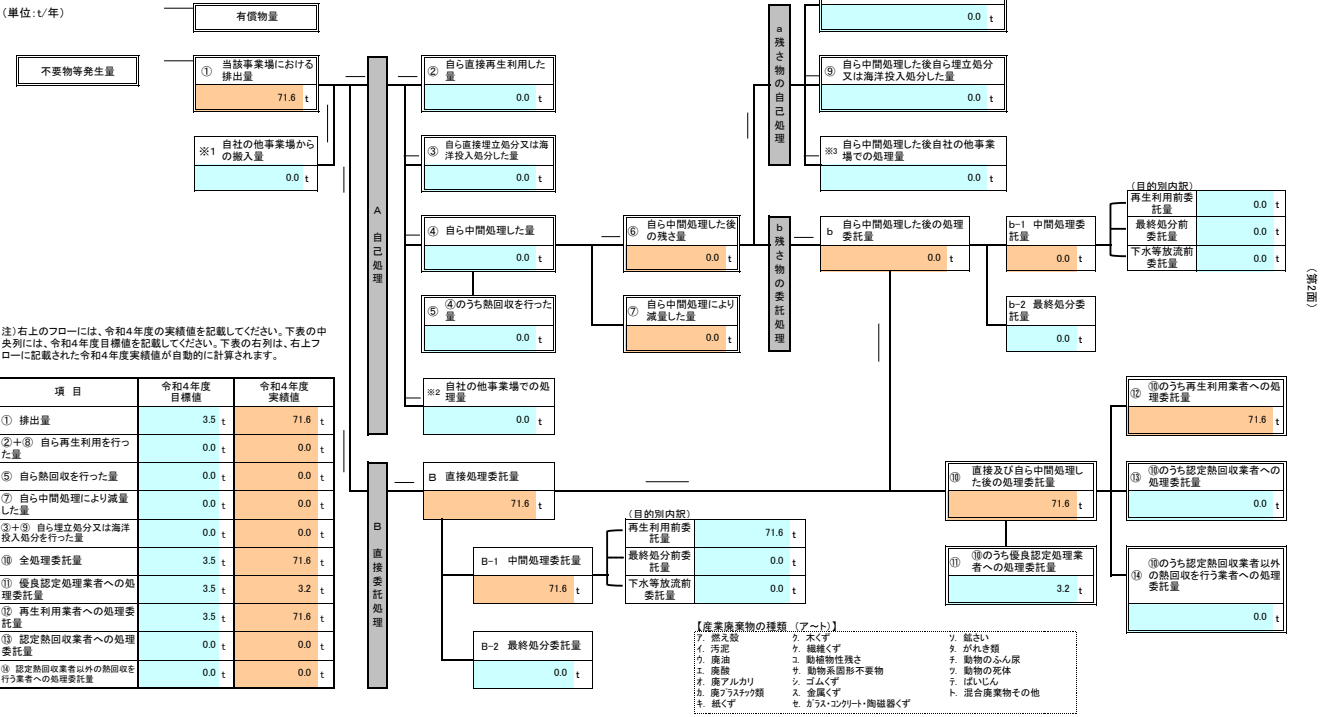 (単位:t/年)
有償物量
不要物等発生量
① 当該事業場における
排出量
71.6 t
※1 自社の他事業場から
の搬入量
0.0 t
A 自己処理
② 自ら直接再生利用した
量
0.0 t
③ 自ら直接埋立処分又は海
洋投入処分した量
0.0 t
④ 自ら中間処理した量
0.0 t
⑤ ④のうち熱回収を行った
量
0.0 t
※2 自社の他事業場での処
理量
0.0 t
⑥ 自ら中間処理した後
の残さ量
0.0 t
⑦ 自ら中間処理により
減量した量
0.0 t
a 残さ物の自己処理
0.0 t
⑨ 自ら中間処理した後自ら埋立処分
又は海洋投入処分した量
0.0 t
※3 自ら中間処理した後自社の他事業
場での処理量
0.0 t
b 残さ物の委託処理
b 自ら中間処理した後の処理
委託量
0.0 t
b-1 中間処理委
託量
0.0 t
(目的別内訳)
再生利用前委
託量
0.0 t
最終処分前
委託量
0.0 t
下水等放流前
委託量
0.0 t
b-2 最終処分委
託量
0.0 t
(第2面)
注)右上のフローには、令和4年度の実績値を記載してください。下表の中
央列には、令和4年度目標値を記載してください。下表の右列は、右上フ
ローに記載された令和4年度実績値が自動的に計算されます。
項 目 令和4年度
目標値 令和4年度
実績値
① 排出量 3.5 t 71.6 t
②+⑧ 自ら再生利用を行っ
た量 0.0 t 0.0 t
⑤ 自ら熱回収を行った量 0.0 t 0.0 t
⑦ 自ら中間処理により減量
した量 0.0 t 0.0 t
③+⑨ 自ら埋立処分又は海洋
投入処分を行った量 0.0 t 0.0 t
⑩ 全処理委託量 3.5 t 71.6 t
⑪ 優良認定処理業者への処
理委託量 3.5 t 3.2 t
⑫ 再生利用業者への処理委
託量 3.5 t 71.6 t
⑬ 認定熱回収業者への処理
委託量 0.0 t 0.0 t
⑭ 認定熱回収業者以外の熱回収を
行う業者への処理委託量 0.0 t 0.0 t
B 直接委託処理
B 直接処理委託量
71.6 t
B-1 中間処理委託量
71.6 t
(目的別内訳)
再生利用前委
託量
71.6 t
最終処分前委
託量
0.0 t
下水等放流前
委託量
0.0 t
B-2 最終処分委託量
0.0 t
⑩ 直接及び自ら中間処理し
た後の処理委託量
71.6 t
⑪ ⑩のうち優良認定処理業
者への処理委託量
3.2 t
⑫ ⑩のうち再生利用業者への処
理委託量
71.6 t
⑬ ⑩のうち認定熱回収業者への
処理委託量
0.0 t
⑭ ⑩のうち認定熱回収業者以外
の熱回収を行う業者への処理
委託量
0.0 t
【産業廃棄物の種類 (ア~ト)】
ア. 燃え殻 ク. 木くず ソ. 鉱さい
イ. 汚泥 ケ. 繊維くず タ. がれき類
ウ. 廃油 コ. 動植物性残さ チ. 動物のふん尿
エ. 廃酸 サ. 動物系固形不要物 ツ. 動物の死体
オ. 廃アルカリ シ. ゴムくず テ. ばいじん
カ. 廃プラスチック類 ス. 金属くず ト. 混合廃棄物その他
キ. 紙くず セ. ガラス・コンクリート・陶磁器くず